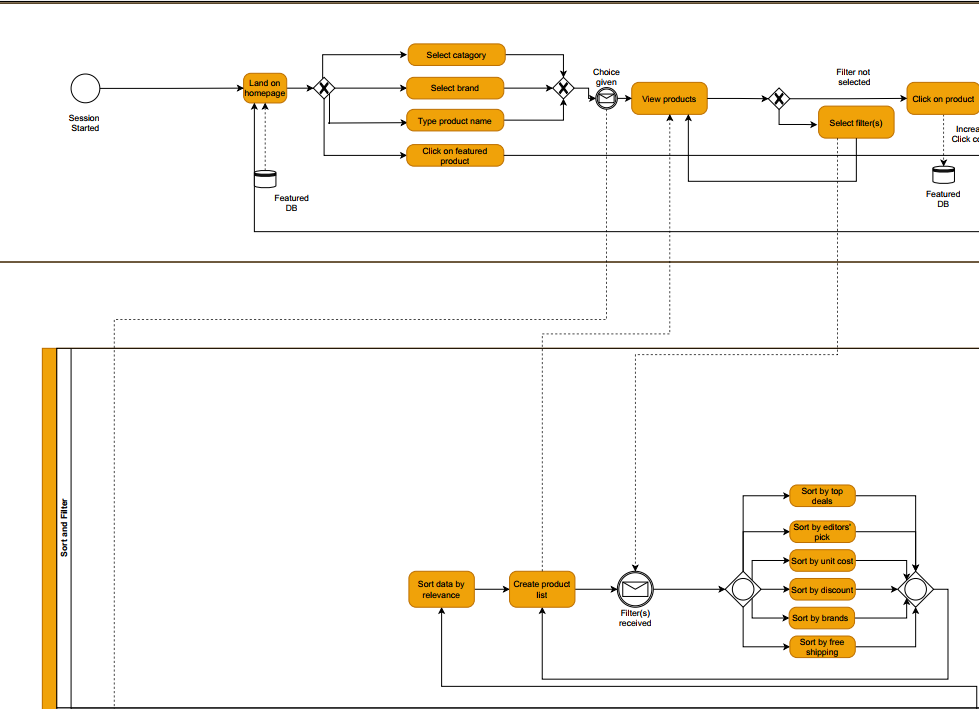 Select catagory
Choice
given
Filter not
selected
Land on
homepage
Select brand
View products
Click on product
Session
Started
Type product name
Select filter(s)
Click on featured
product
Increa
Click co
Featured
DB
Featured
DB
Sort and Filter
Sort by top
deals
Sort by editors'
pick
Sort by unit cost
Sort data by
relevance
Create product
list
Sort by discount
Filter(s)
received
Sort by brands
Sort by free
shipping